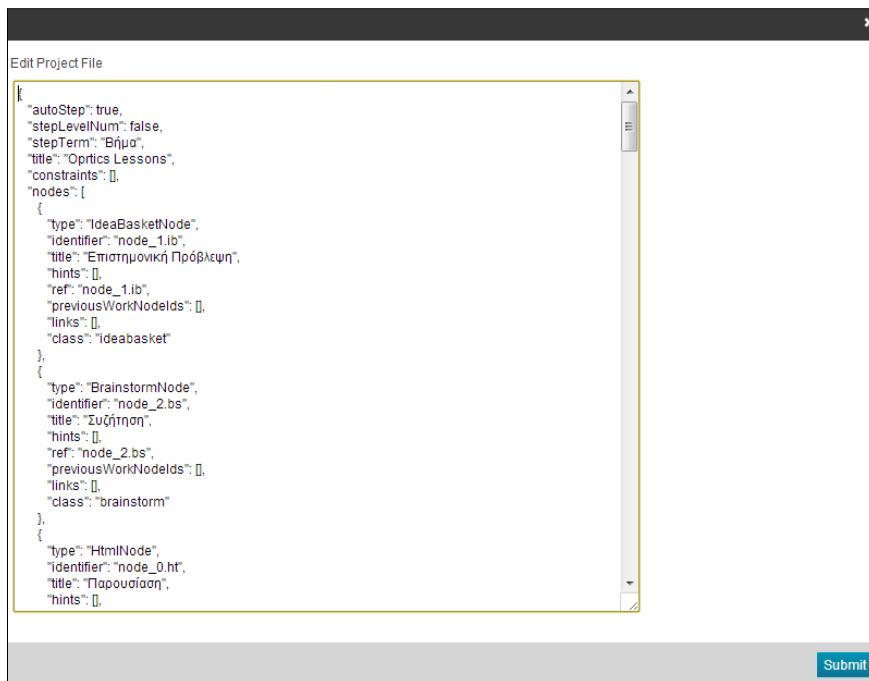 Edit Project File
{
"autoStep": true,
"stepLevelNum": false,
"stepTerm": "Βήμα",
"title": "Oprtics Lessons",
"constraints": [],
"nodes": [
{
"type": "IdeaBasketNode",
"identifier": "node_1.ib",
"title": "Επιστημονική Πρόβλεψη",
"hints": [],
"ref": "node_1.ib",
"previousWorkNodeIds": [],
"links": [],
"class": "ideabasket"
},
{
"type": "BrainstormNode",
"identifier": "node_2.bs",
"title": "Συζήτηση",
"hints": [],
"ref": "node_2.bs",
"previousWorkNodeIds": [],
"links": [],
"class": "brainstorm"
},
{
"type": "HtmlNode",
"identifier": "node_0.ht",
"title": "Παρουσίαση",
"hints": [],
Submit